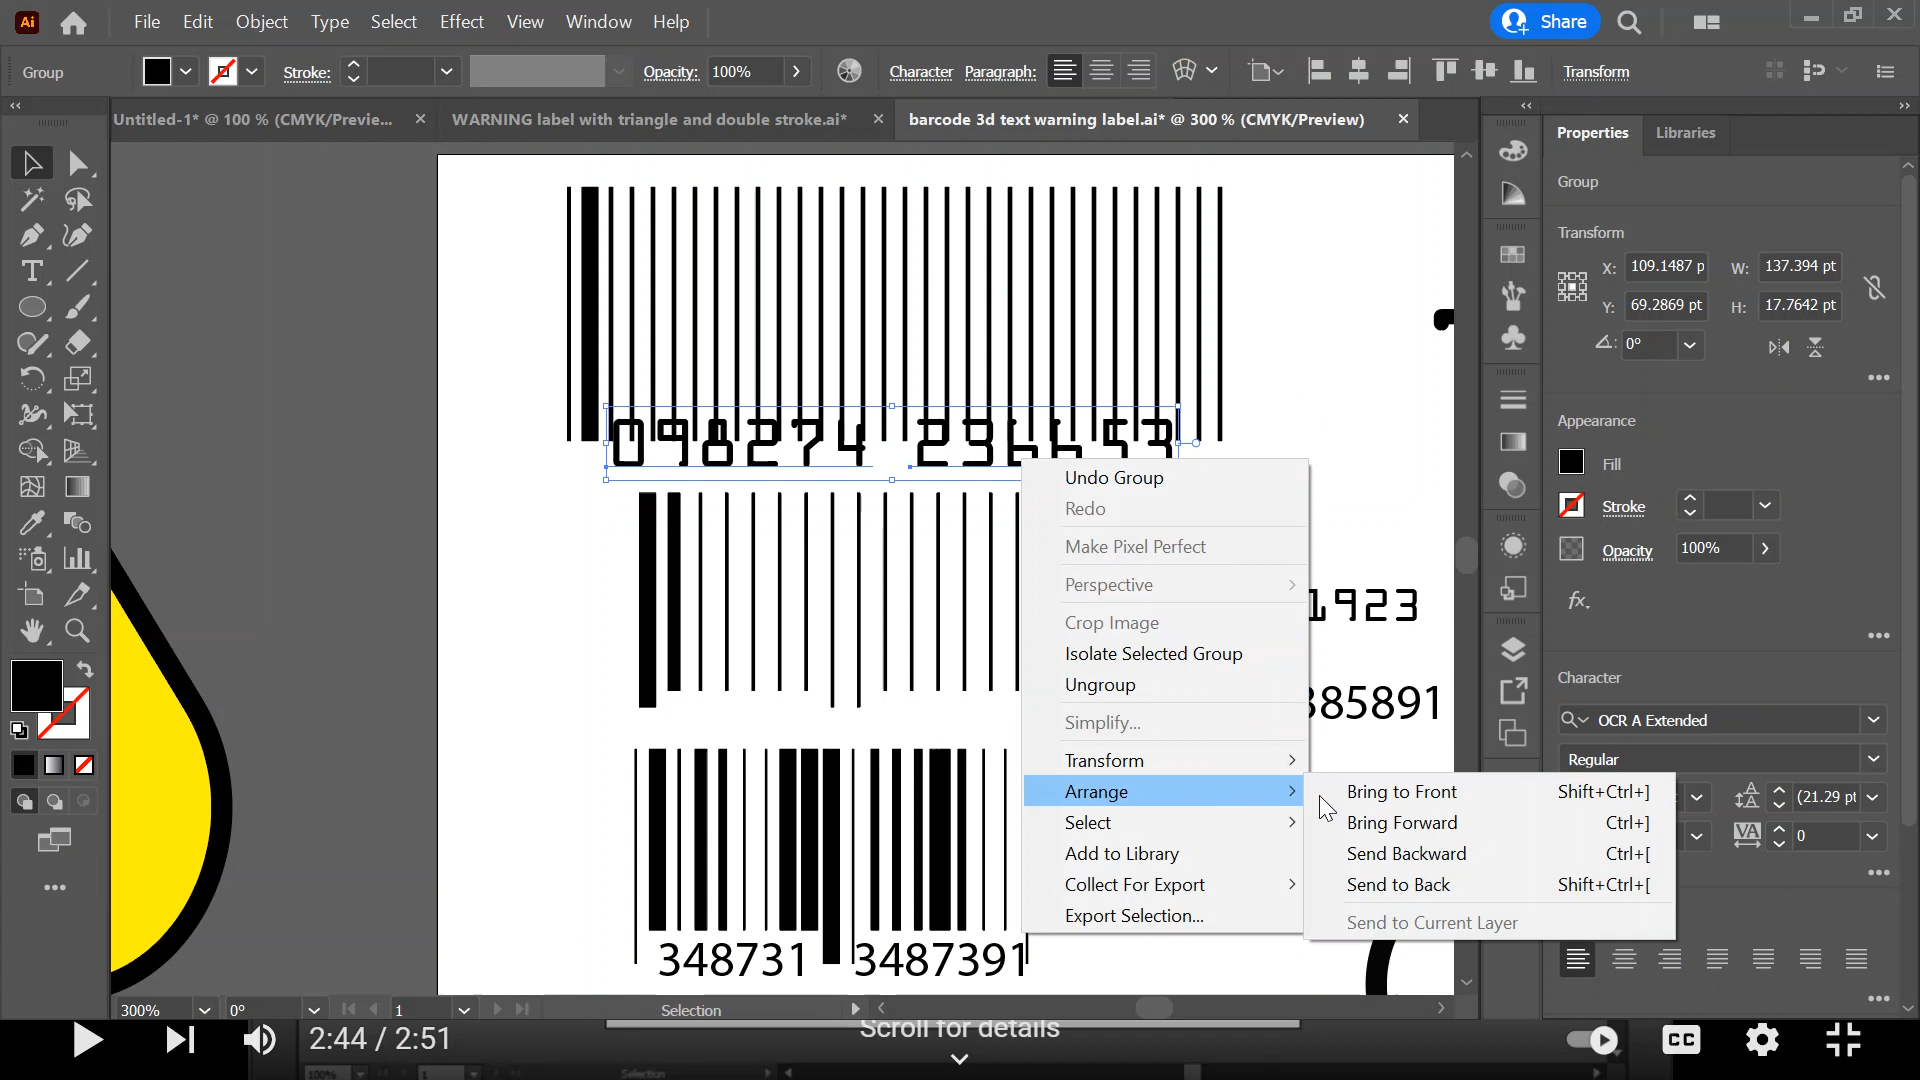 Ai File Edit Object Type Select Effect View Window Help Share
Group Stroke: Opacity: 100% Character Paragraph: Transform
Untitled-1* @ 100 % (CMYK/Previe... WARNING label with triangle and double stroke.ai* barcode 3d text warning label.ai* @ 300 % (CMYK/Preview)
Properties Libraries
Group
Transform
X: 109.1487 p W: 137.394 pt
Y: 69.2869 pt H: 17.7642 pt
0°
Appearance
Fill
Stroke
Opacity 100%
fx.
Character
OCR A Extended
Regular
(21.29 pt
VA 0
098274 236653
Undo Group
Redo
Make Pixel Perfect
Perspective
Crop Image
Isolate Selected Group
Ungroup
Simplify...
Transform
Arrange
Select
Add to Library
Collect For Export
Export Selection...
Bring to Front Shift+Ctrl+]
Bring Forward Ctrl+]
Send Backward Ctrl+[
Send to Back Shift+Ctrl+[
Send to Current Layer
1923
385891
348731 3487391
300% 0° 1 Selection
2:44 / 2:51 Scroll for details CC
100% 1 Selection